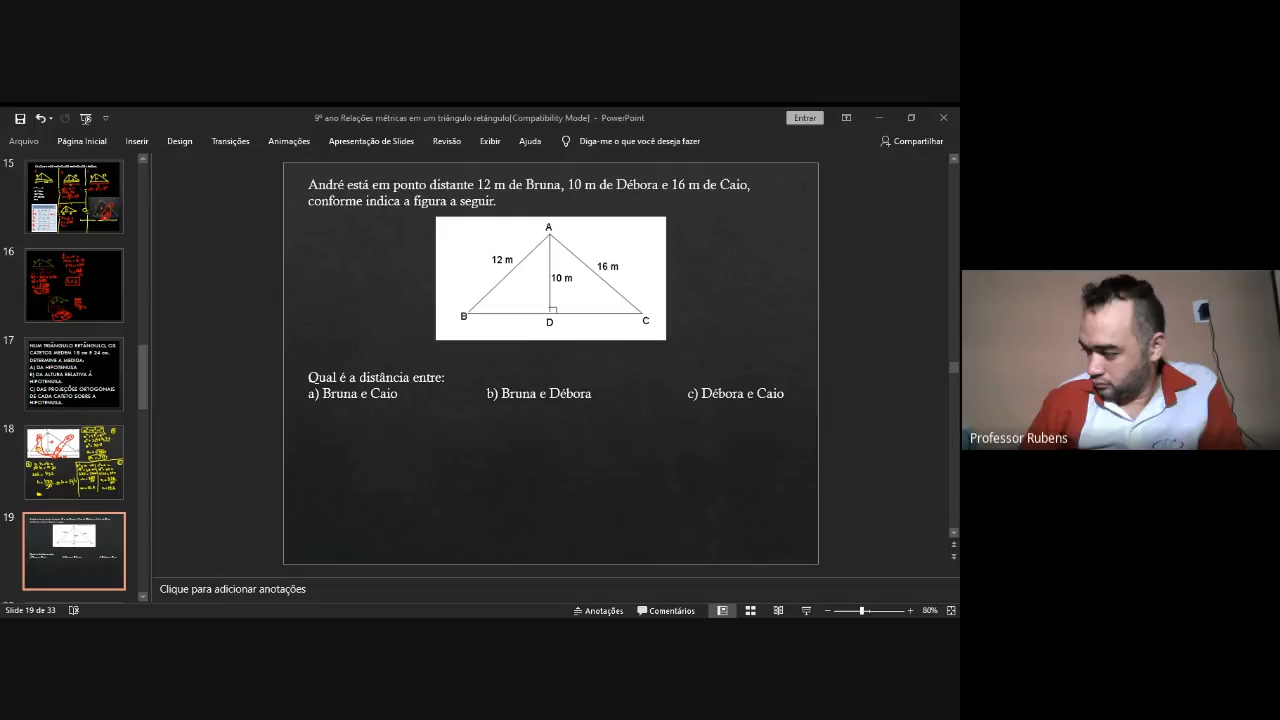 9º ano Relações métricas em um triângulo retângulo[Compatibility Mode] - PowerPoint
Entrar
Arquivo Página Inicial Inserir Design Transições Animações Apresentação de Slides Revisão Exibir Ajuda Diga-me o que você deseja fazer Compartilhar
15
16
17
NUM TRIÂNGULO RETÂNGULO, OS
CATETOS MEDEM 18 cm E 24 cm.
DETERMINE A MEDIDA:
A) DA HIPOTENUSA
B) DA ALTURA RELATIVA À
HIPOTENUSA.
C) DAS PROJEÇÕES ORTOGONAIS
DE CADA CATETO SOBRE A
HIPOTENUSA.
18
19
André está em ponto distante 12 m de Bruna, 10 m de Débora e 16 m de Caio,
conforme indica a figura a seguir.
A
12 m
16 m
10 m
B
D
C
Qual é a distância entre:
a) Bruna e Caio b) Bruna e Débora c) Débora e Caio
Professor Rubens
Clique para adicionar anotações
Slide 19 de 33 Anotações Comentários 80%